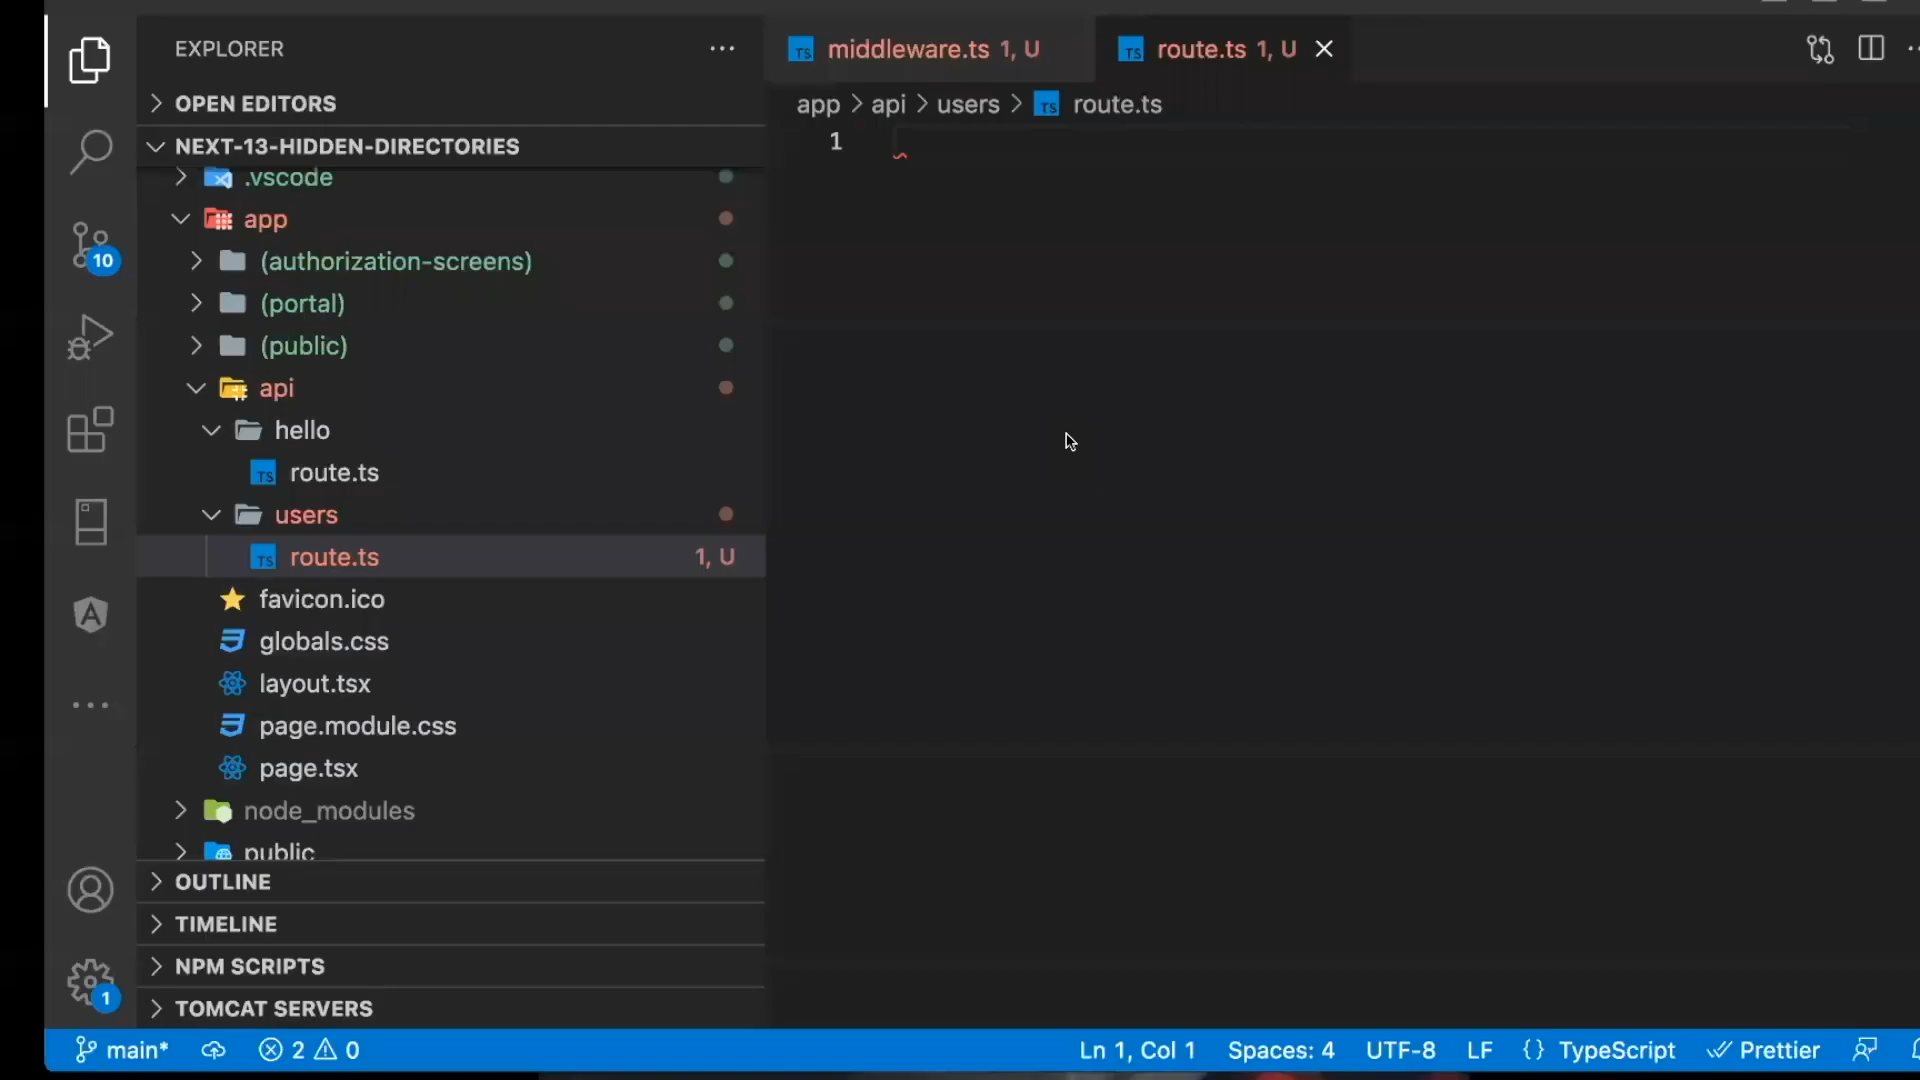 EXPLORER
middleware.ts 1, U
route.ts 1, U
OPEN EDITORS
app > api > users > TS route.ts
NEXT-13-HIDDEN-DIRECTORIES
1
.vscode
app
(authorization-screens)
(portal)
(public)
api
hello
TS route.ts
users
TS route.ts 1, U
favicon.ico
globals.css
layout.tsx
page.module.css
page.tsx
node_modules
public
OUTLINE
TIMELINE
NPM SCRIPTS
TOMCAT SERVERS
10
1
main* 2 0 Ln 1, Col 1 Spaces: 4 UTF-8 LF {} TypeScript Prettier